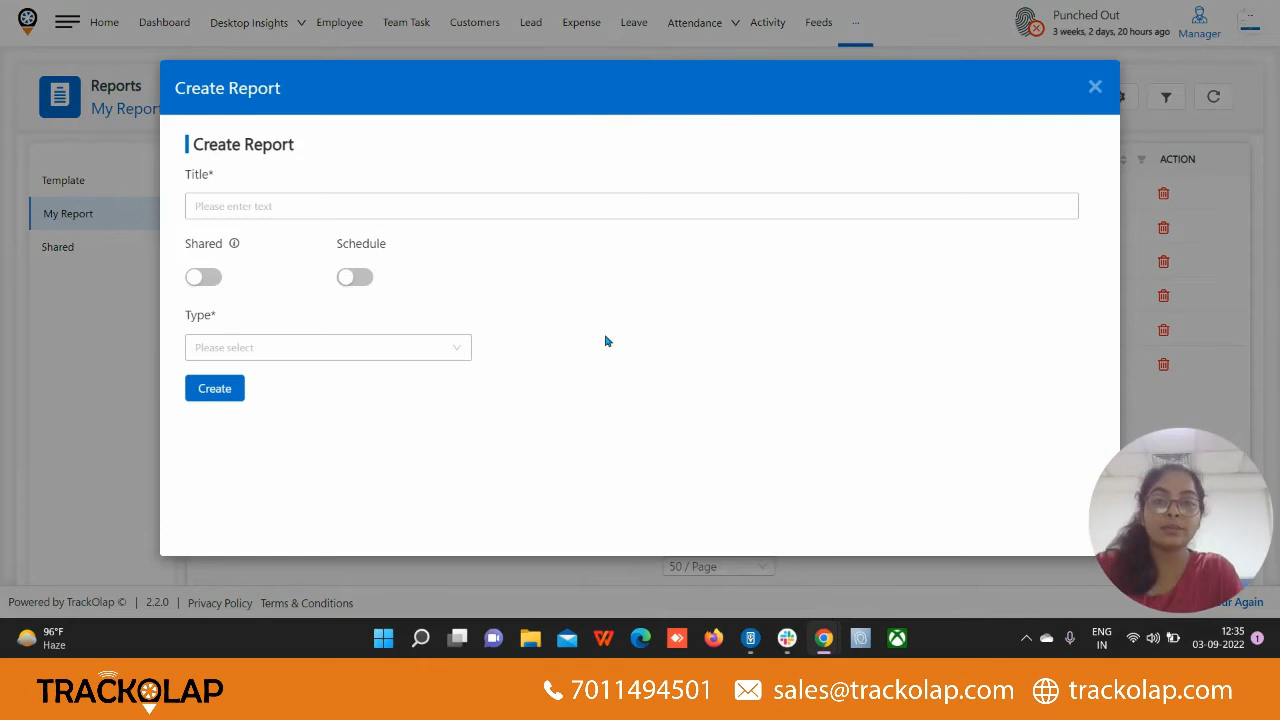 Home Dashboard Desktop Insights Employee Team Task Customers Lead Expense Leave Attendance Activity Feeds ...
Punched Out
3 weeks, 2 days, 20 hours ago
Manager
Reports
My Report
Create Report
Create Report
Title*
Please enter text
Shared Schedule
Type*
Please select
Create
Template
My Report
Shared
ACTION
50 / Page
Powered by TrackOlap © | 2.2.0 | Privacy Policy Terms & Conditions
Again
96°F
Haze
ENG
IN
12:35
03-09-2022
1
TRACKOLAP
7011494501 sales@trackolap.com trackolap.com